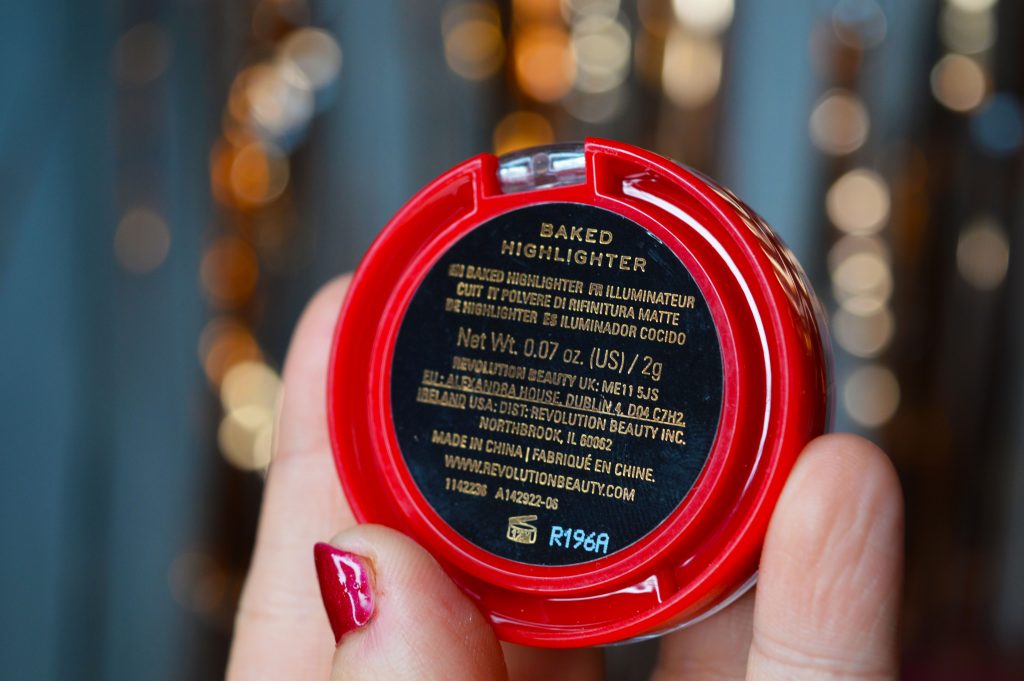 BAKED
HIGHLIGHTER
EN BAKED HIGHLIGHTER FR ILLUMINATEUR
CUIT IT POLVERE DI RIFINITURA MATTE
DE HIGHLIGHTER ES ILUMINADOR COCIDO
Net Wt. 0.07 oz. (US) / 2g
REVOLUTION BEAUTY UK: ME11 5JS
EU: ALEXANDRA HOUSE, DUBLIN 4, D04 C7H2,
IRELAND USA: DIST: REVOLUTION BEAUTY INC.
NORTHBROOK, IL 60062
MADE IN CHINA | FABRIQUÉ EN CHINE.
WWW.REVOLUTIONBEAUTY.COM
1142236 A142922-06
12M R196A